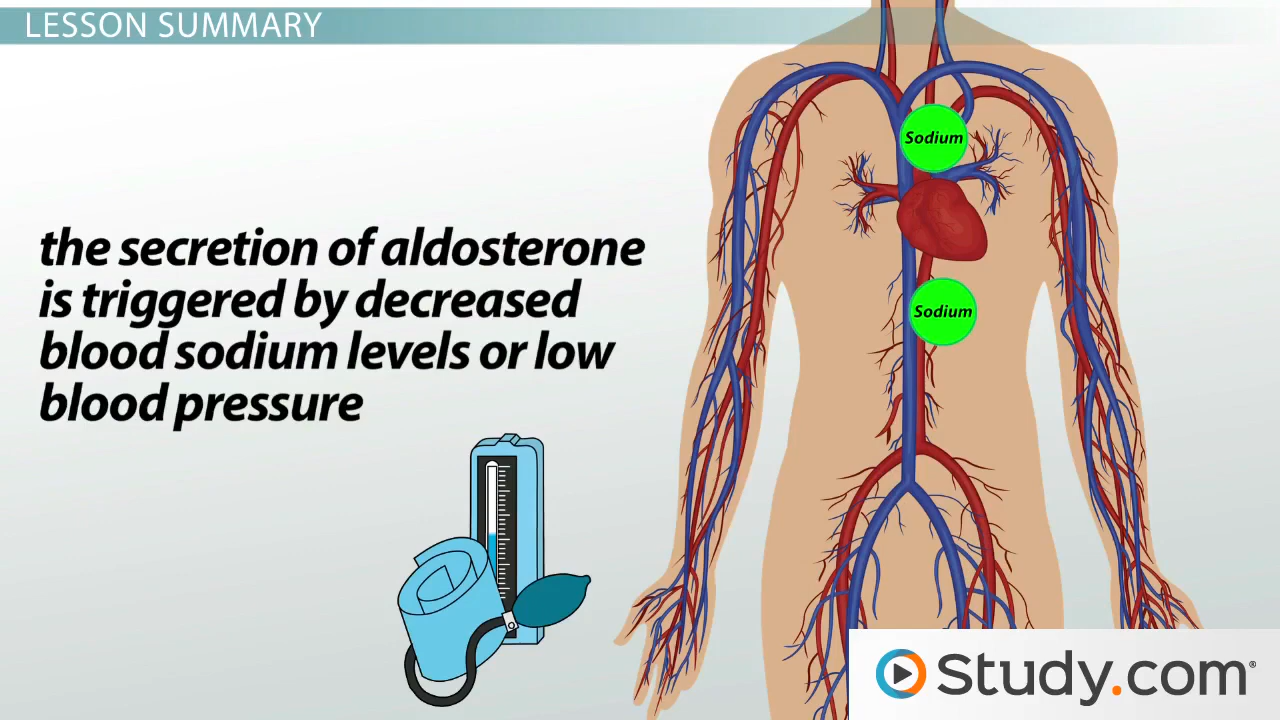 LESSON SUMMARY
Sodium
the secretion of aldosterone
is triggered by decreased
blood sodium levels or low
blood pressure
Sodium
Study.com®